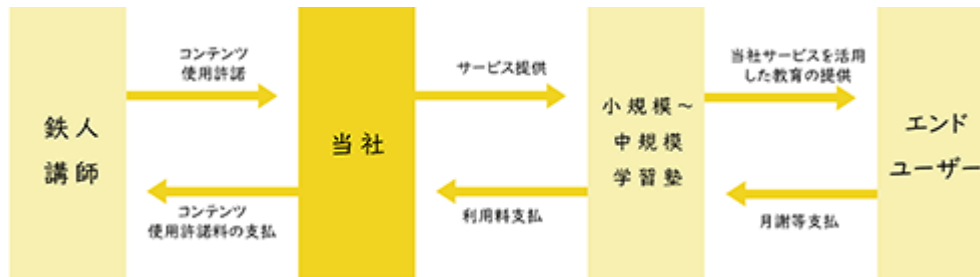 鉄人
講師
コンテンツ
使用許諾
コンテンツ
使用許諾料の支払
当社
サービス提供
利用料支払
小規模～
中規模
学習塾
当社サービスを活用
した教育の提供
月謝等支払
エンド
ユーザー